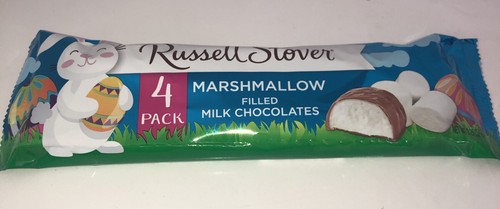 Russell Stover
4
PACK
MARSHMALLOW
FILLED
MILK CHOCOLATES